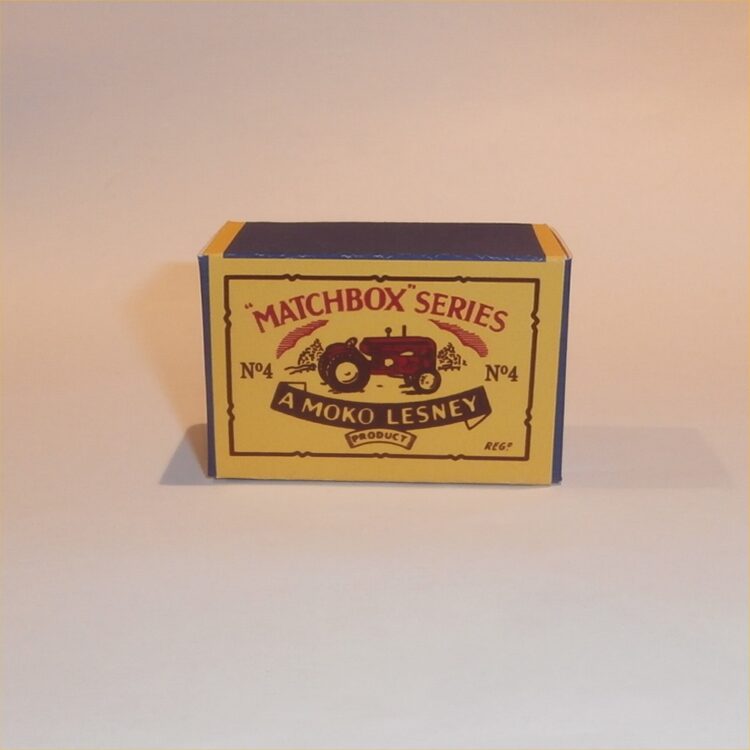 "MATCHBOX" SERIES
Nº4 Nº4
A MOKO LESNEY
PRODUCT
REGD